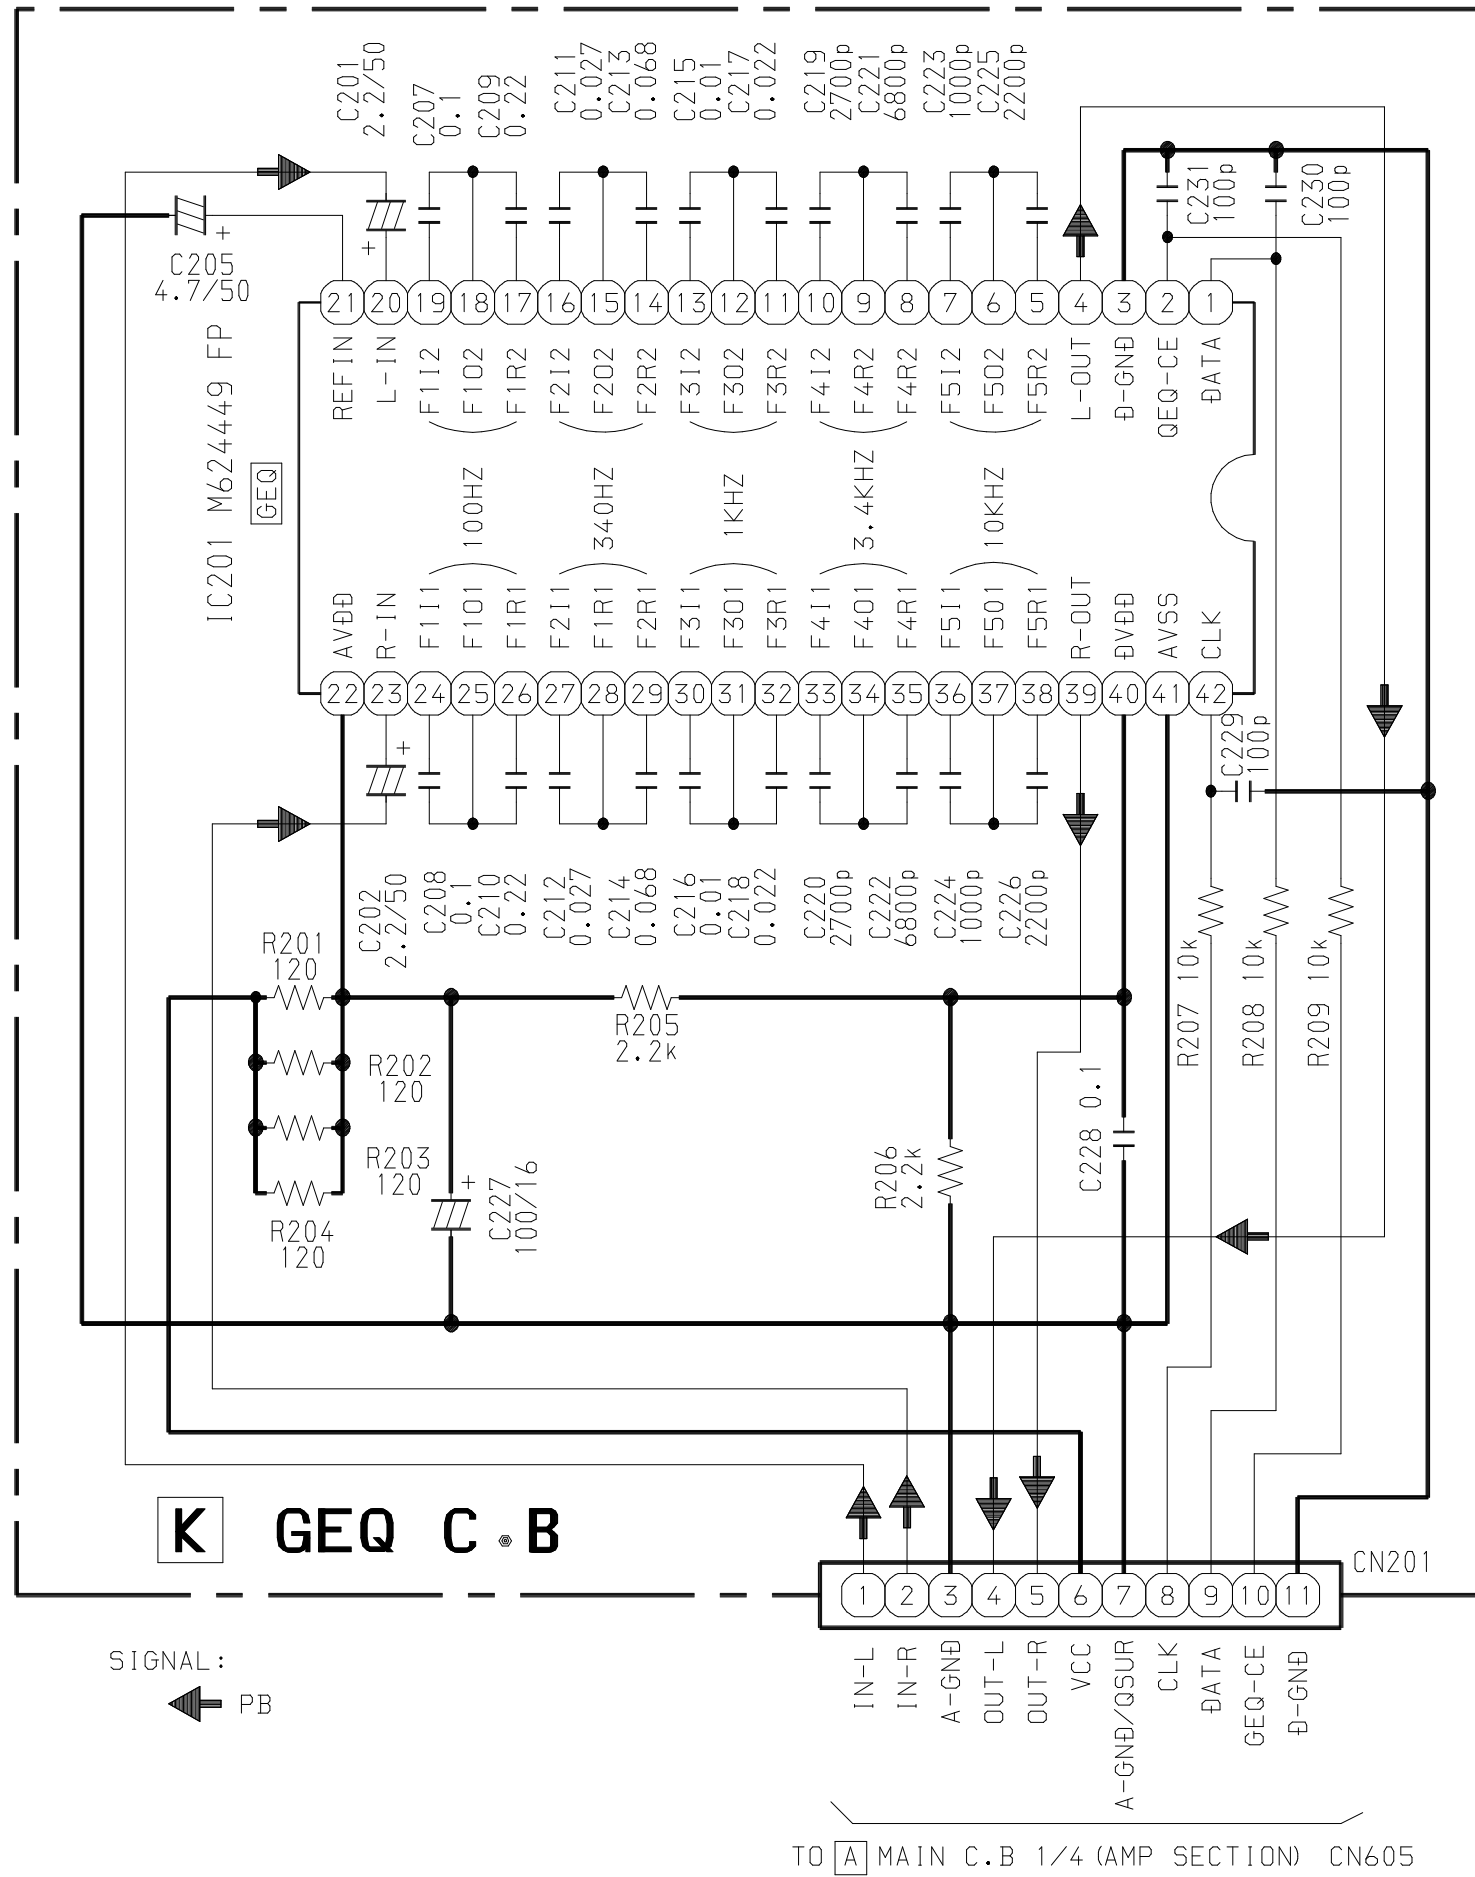 C201
2.2/50
C207
0.1
C209
0.22
C211
0.027
C213
0.068
C215
0.01
C217
0.022
C219
2700p
C221
6800p
C223
1000p
C225
2200p
C231
100p
C230
100p
+
+
C205
4.7/50
21 20 19 18 17 16 15 14 13 12 11 10 9 8 7 6 5 4 3 2 1
REF IN
L-IN
F1I2
F1O2
F1R2
F2I2
F2O2
F2R2
F3I2
F3O2
F3R2
F4I2
F4R2
F4R2
F5I2
F5O2
F5R2
L-OUT
D-GND
QEQ-CE
DATA
IC201 M624449 FP
GEQ
100HZ
340HZ
1KHZ
3.4KHZ
10KHZ
AVDD
R-IN
F1I1
F1O1
F1R1
F2I1
F1R1
F2R1
F3I1
F3O1
F3R1
F4I1
F4O1
F4R1
F5I1
F5O1
F5R1
R-OUT
DVDD
AVSS
CLK
22 23 24 25 26 27 28 29 30 31 32 33 34 35 36 37 38 39 40 41 42
+
C229
100p
C202
2.2/50
C208
0.1
C210
0.22
C212
0.027
C214
0.068
C216
0.01
C218
0.022
C220
2700p
C222
6800p
C224
1000p
C226
2200p
R201
120
R202
120
R203
120
R204
120
R205
2.2k
R207 10k
R208 10k
R209 10k
C228 0.1
R206
2.2k
+
C227
100/16
K GEQ C.B
CN201
1 2 3 4 5 6 7 8 9 10 11
IN-L
IN-R
A-GND
OUT-L
OUT-R
VCC
A-GND/QSUR
CLK
DATA
GEQ-CE
D-GND
SIGNAL:
PB
TO A MAIN C.B 1/4 (AMP SECTION) CN605